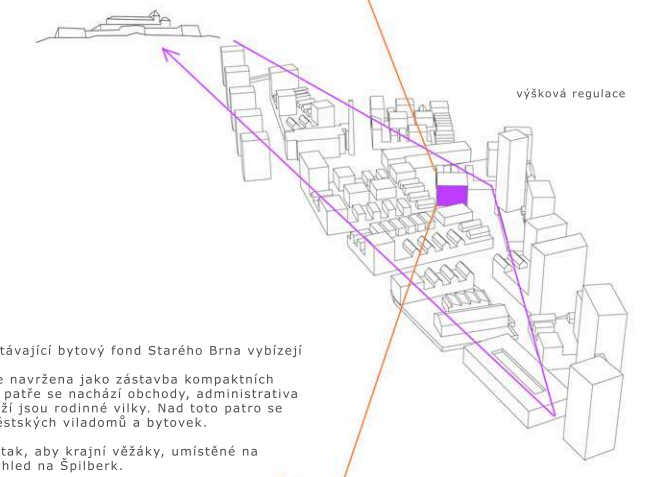 výšková regulace
távající bytový fond Starého Brna vybízejí
e navržena jako zástavba kompaktních
patře se nachází obchody, administrativa
ží jsou rodinné vilky. Nad toto patro se
ěstských viladomů a bytovek.
tak, aby krajní věžáky, umístěné na
hled na Špilberk.